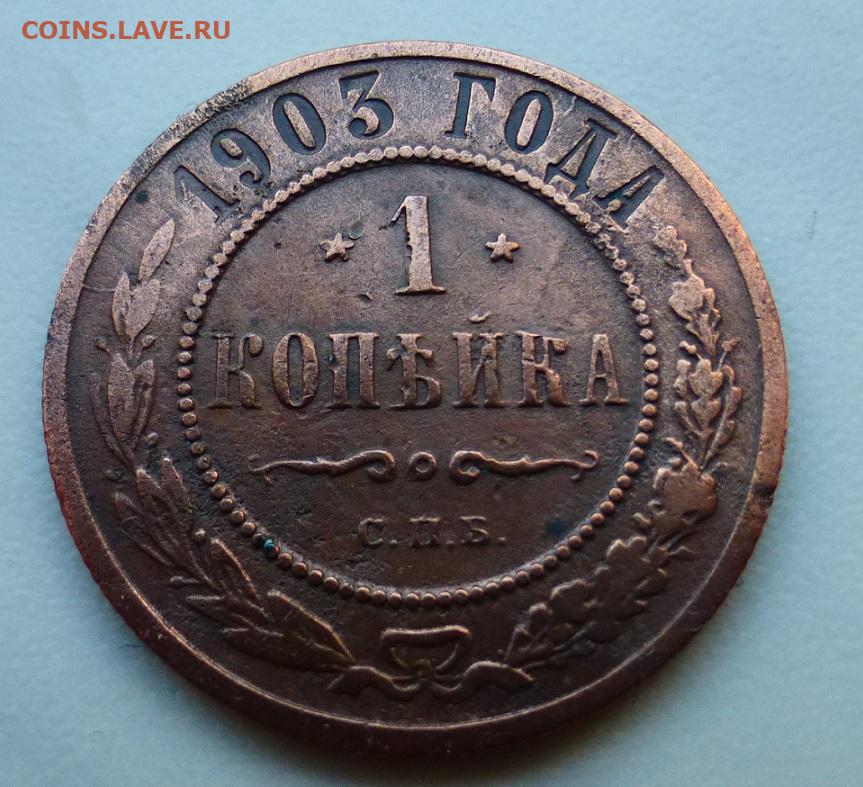 COINS.LAVE.RU
1903 ГОДА
1
КОПѢЙКА
С.П.Б.